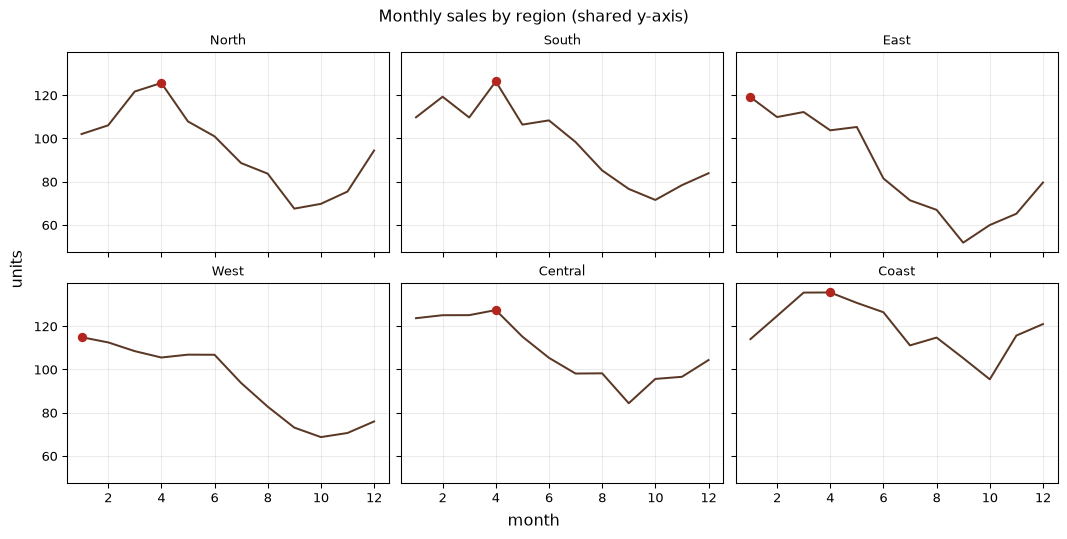 Monthly sales by region (shared y-axis)
North South East
120
100
80
60
units
West Central Coast
120
100
80
60
2 4 6 8 10 12 2 4 6 8 10 12 2 4 6 8 10 12
month